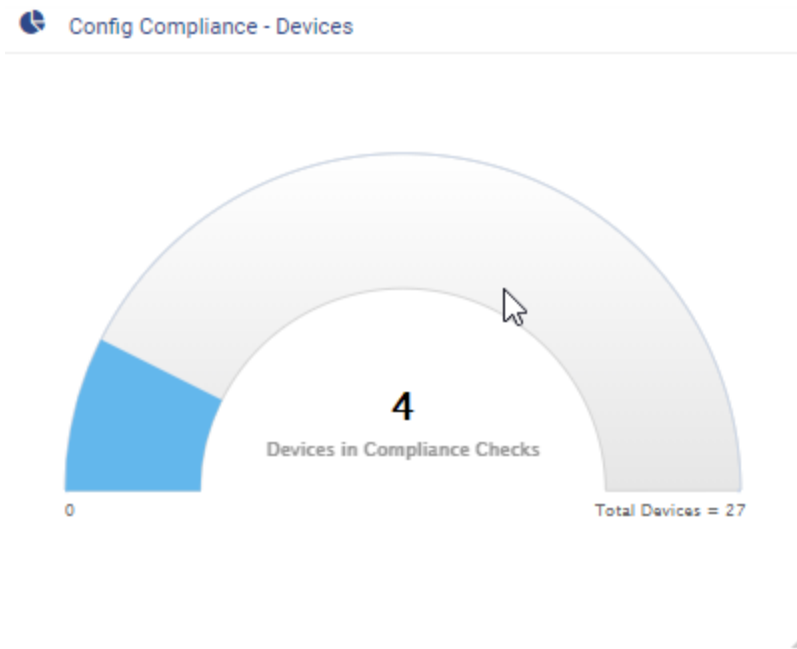 Config Compliance - Devices
4
Devices in Compliance Checks
0
Total Devices = 27